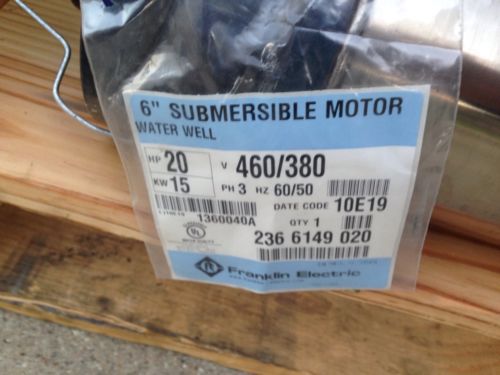 6" SUBMERSIBLE MOTOR
WATER WELL
HP 20 V 460/380
KW 15 PH 3 HZ 60/50
DATE CODE 10E19
1360040A QTY 1
236 6149 020
UL
Franklin Electric